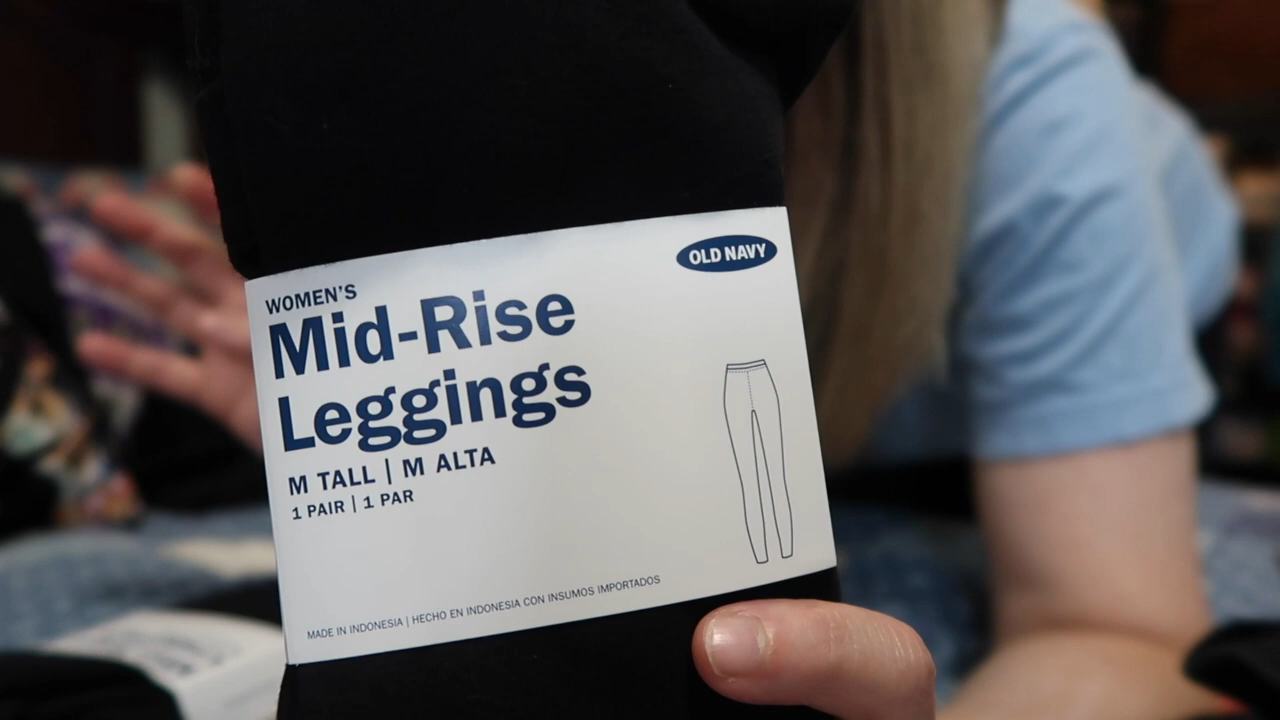 OLD NAVY
WOMEN'S
Mid-Rise
Leggings
M TALL | M ALTA
1 PAIR | 1 PAR
MADE IN INDONESIA | HECHO EN INDONESIA CON INSUMOS IMPORTADOS